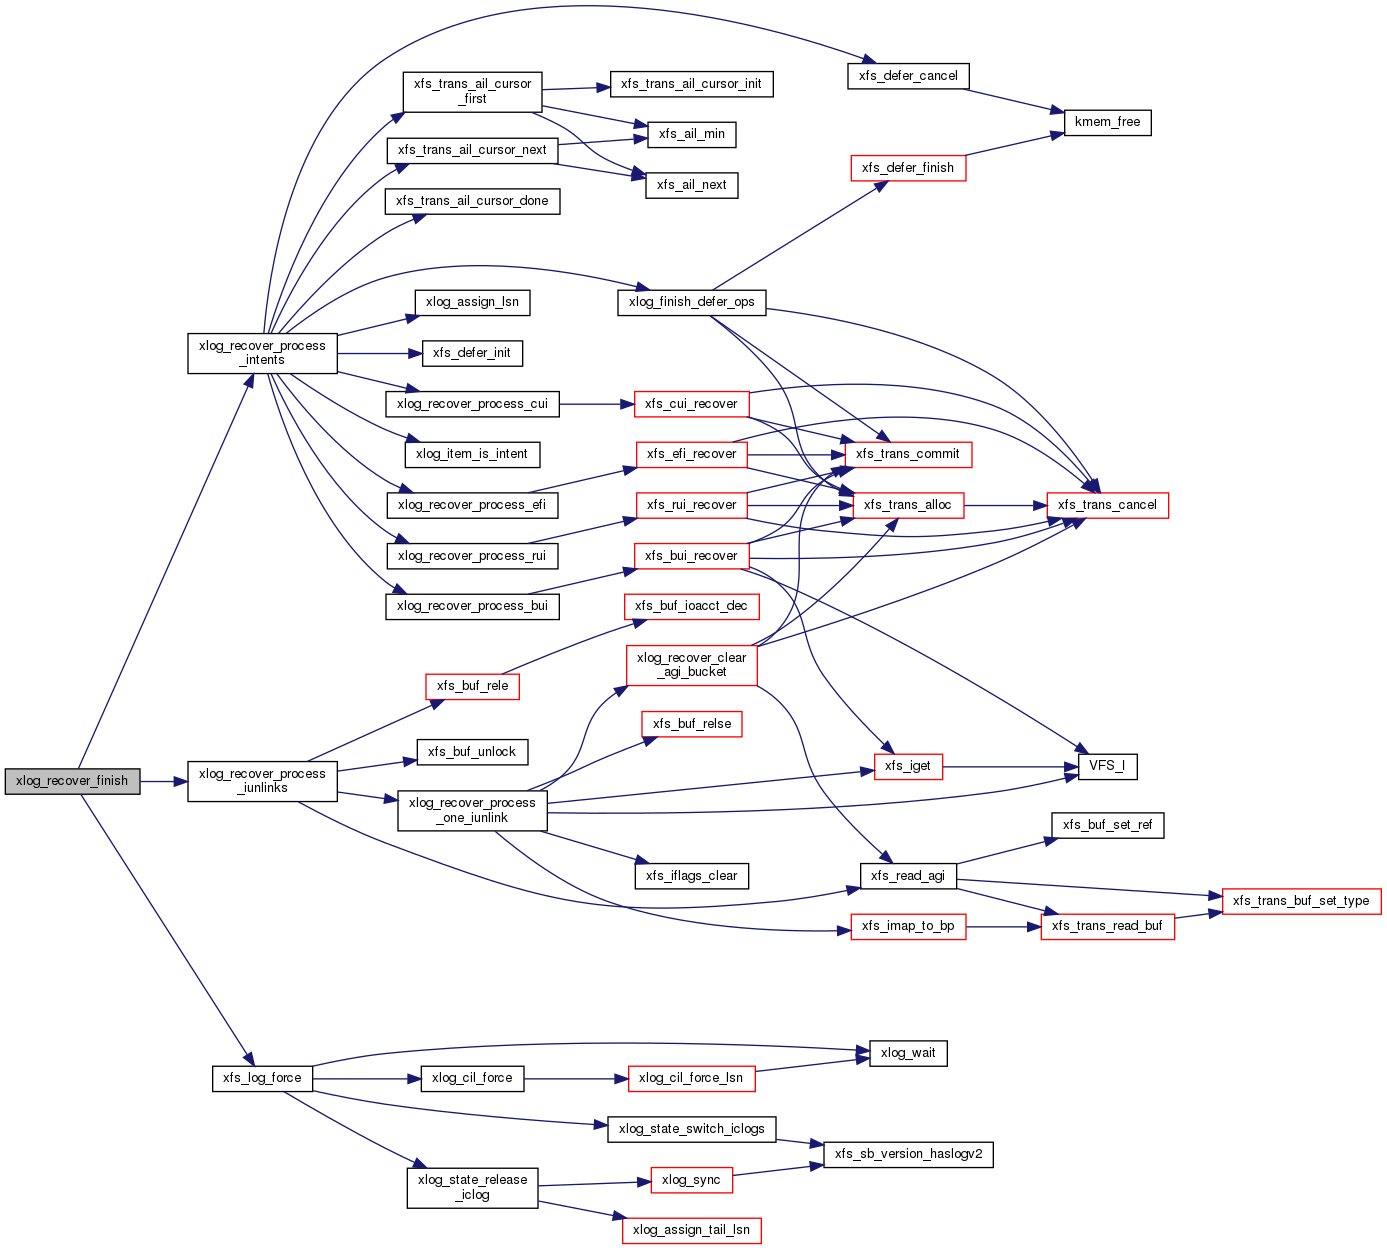 xfs_defer_cancel
xfs_trans_ail_cursor
_first
xfs_trans_ail_cursor_init
kmem_free
xfs_ail_min
xfs_trans_ail_cursor_next
xfs_defer_finish
xfs_ail_next
xfs_trans_ail_cursor_done
xlog_assign_lsn
xlog_finish_defer_ops
xlog_recover_process
_intents
xfs_defer_init
xlog_recover_process_cui
xfs_cui_recover
xlog_item_is_intent
xfs_efi_recover
xfs_trans_commit
xlog_recover_process_efi
xfs_rui_recover
xfs_trans_alloc
xfs_trans_cancel
xlog_recover_process_rui
xfs_bui_recover
xlog_recover_process_bui
xfs_buf_ioacct_dec
xlog_recover_clear
_agi_bucket
xfs_buf_rele
xfs_buf_relse
xfs_buf_unlock
xfs_iget
VFS_I
xlog_recover_finish
xlog_recover_process
_iunlinks
xlog_recover_process
_one_iunlink
xfs_buf_set_ref
xfs_iflags_clear
xfs_read_agi
xfs_trans_buf_set_type
xfs_imap_to_bp
xfs_trans_read_buf
xlog_wait
xfs_log_force
xlog_cil_force
xlog_cil_force_lsn
xlog_state_switch_iclogs
xfs_sb_version_haslogv2
xlog_state_release
_iclog
xlog_sync
xlog_assign_tail_lsn